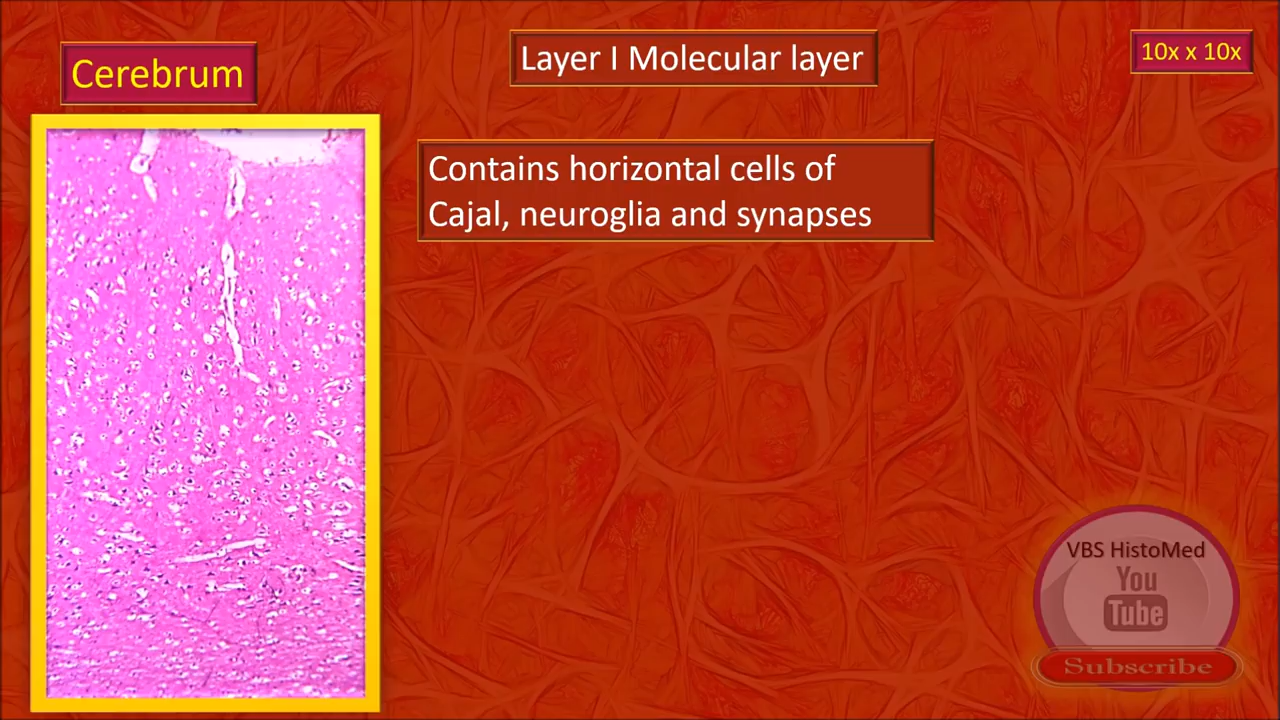 Cerebrum
Layer I Molecular layer
10x x 10x
Contains horizontal cells of
Cajal, neuroglia and synapses
VBS HistoMed
You
Tube
Subscribe